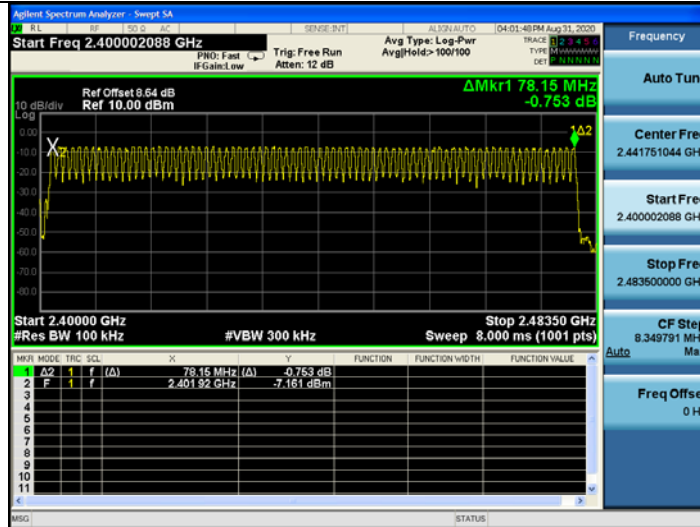 Agilent Spectrum Analyzer - Swept SA
RL RF 50 Ω AC SENSE:INT ALIGNAUTO 04:01:48 PM Aug 31, 2020
Start Freq 2.400002088 GHz
PNO: Fast
IFGain:Low
Trig: Free Run
Atten: 12 dB
Avg Type: Log-Pwr
Avg|Hold:>100/100
TRACE 1 2 3 4 5 6
TYPE M
DET P N N N N N
Ref Offset 8.64 dB
Ref 10.00 dBm
10 dB/div
Log
ΔMkr1 78.15 MHz
-0.753 dB
0.00
-10.0
-20.0
-30.0
-40.0
-50.0
-60.0
-70.0
-80.0
X2
1Δ2
Start 2.40000 GHz
Stop 2.48350 GHz
#Res BW 100 kHz #VBW 300 kHz Sweep 8.000 ms (1001 pts)
MKR MODE TRC SCL X Y FUNCTION FUNCTION WIDTH FUNCTION VALUE
1 Δ2 1 f (Δ) 78.15 MHz (Δ) -0.753 dB
2 F 1 f 2.401 92 GHz -7.161 dBm
3
4
5
6
7
8
9
10
11
MSG STATUS
Frequency
Auto Tun
Center Fre
2.441751044 GH
Start Fre
2.400002088 GH
Stop Fre
2.483500000 GH
CF Step
8.349791 MH
Auto Ma
Freq Offse
0 H